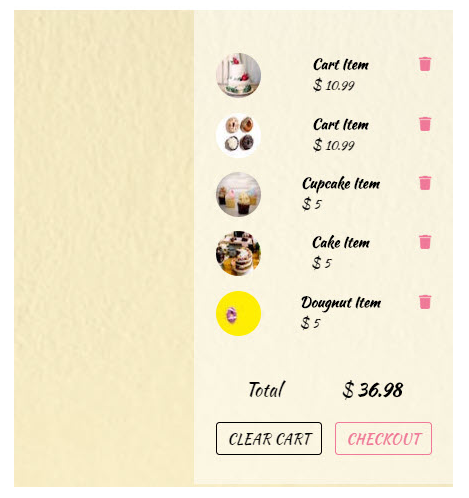 Cart Item
$ 10.99
Cart Item
$ 10.99
Cupcake Item
$ 5
Cake Item
$ 5
Dougnut Item
$ 5
Total $ 36.98
CLEAR CART CHECKOUT